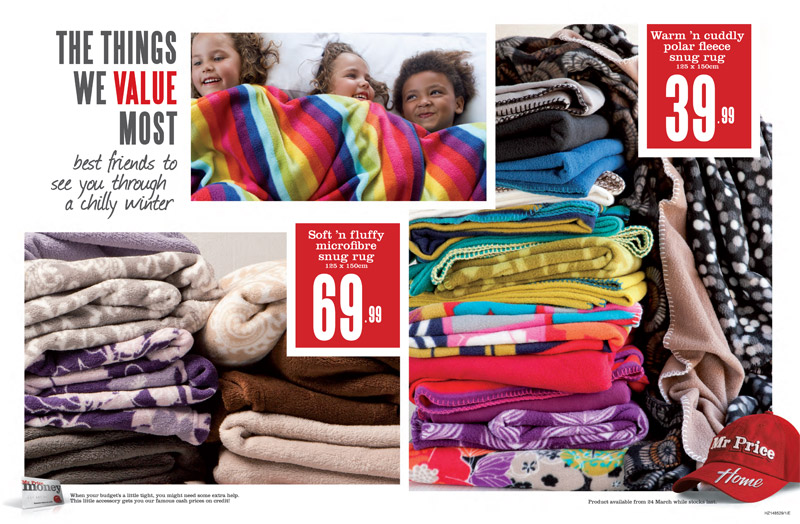 THE THINGS
WE VALUE
MOST
best friends to
see you through
a chilly winter
Warm 'n cuddly
polar fleece
snug rug
125 x 150cm
39.99
Soft 'n fluffy
microfibre
snug rug
125 x 150cm
69.99
Mr Price
Home
Mr Price
money
When your budget's a little tight, you might need some extra help.
This little accessory gets you our famous cash prices on credit!
Product available from 24 March while stocks last.